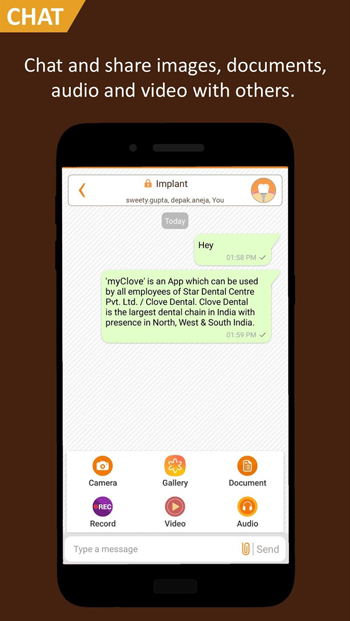 CHAT
Chat and share images, documents,
audio and video with others.
Implant
sweety.gupta, depak.aneja, You
Today
Hey
01:58 PM
'myClove' is an App which can be used
by all employees of Star Dental Centre
Pvt. Ltd. / Clove Dental. Clove Dental
is the largest dental chain in India with
presence in North, West & South India.
01:59 PM
Camera
Gallery
Document
REC
Record
Video
Audio
Type a message
Send